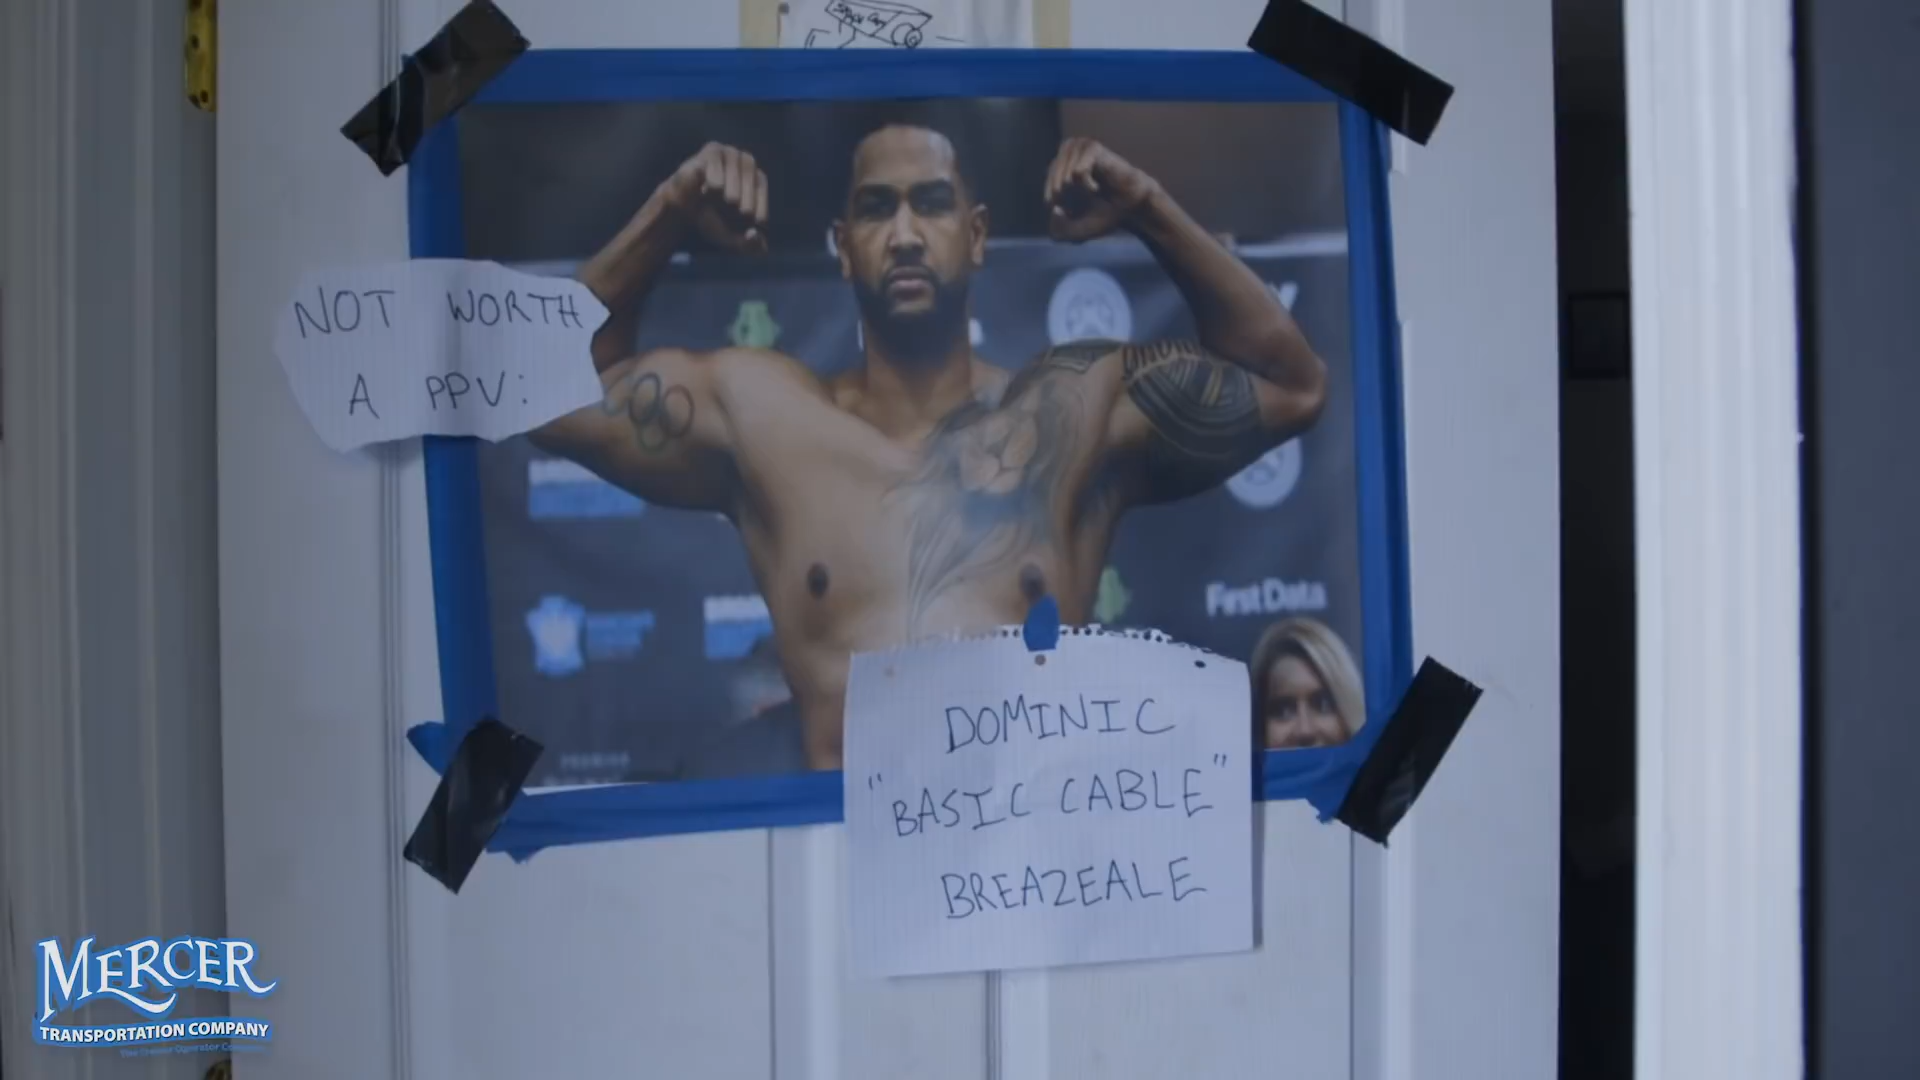 NOT WORTH
A PPV:
First Data
DOMINIC
"BASIC CABLE"
BREAZEALE
MERCER
TRANSPORTATION COMPANY